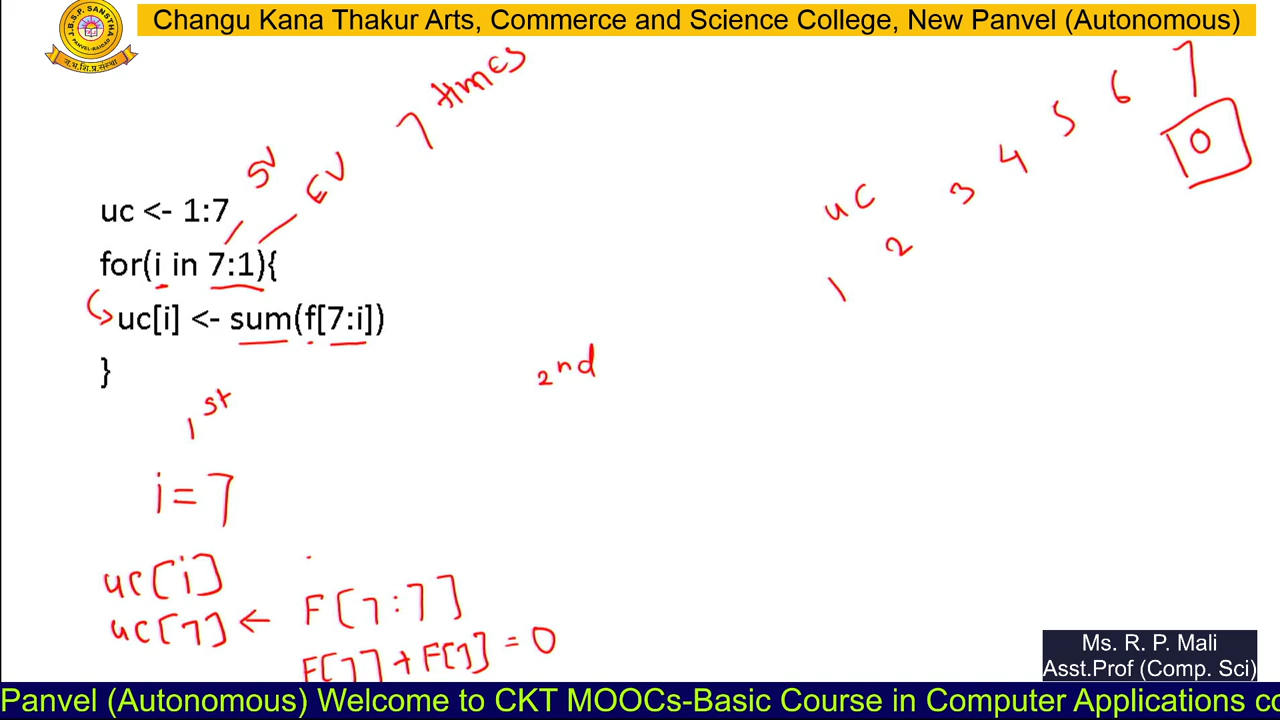 Changu Kana Thakur Arts, Commerce and Science College, New Panvel (Autonomous)
7 times
SV
EV
uc <- 1:7
for(i in 7:1){
uc[i] <- sum(f[7:i])
}
uc
1 2 3 4 5 6 7
0
1st
2nd
i = 7
uc[i]
uc[7] ← F[7:7]
F[7] + F[7] = 0
Ms. R. P. Mali
Asst.Prof (Comp. Sci)
Panvel (Autonomous) Welcome to CKT MOOCs-Basic Course in Computer Applications co